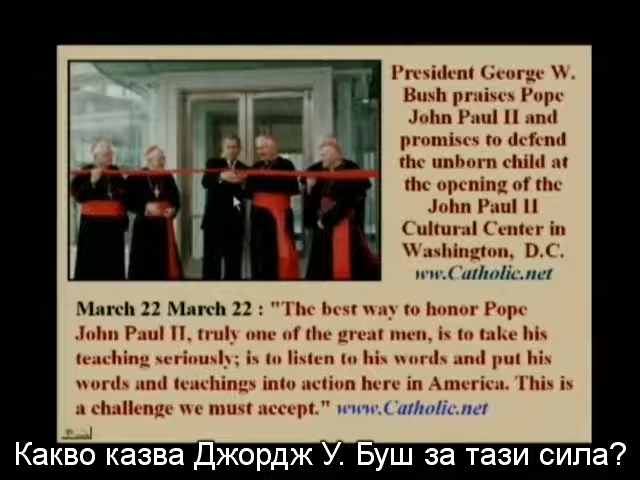 President George W.
Bush praises Pope
John Paul II and
promises to defend
the unborn child at
the opening of the
John Paul II
Cultural Center in
Washington, D.C.
ww.Catholic.net
March 22 March 22 : "The best way to honor Pope
John Paul II, truly one of the great men, is to take his
teaching seriously; is to listen to his words and put his
words and teachings into action here in America. This is
a challenge we must accept." www.Catholic.net
Какво казва Джордж У. Буш за тази сила?